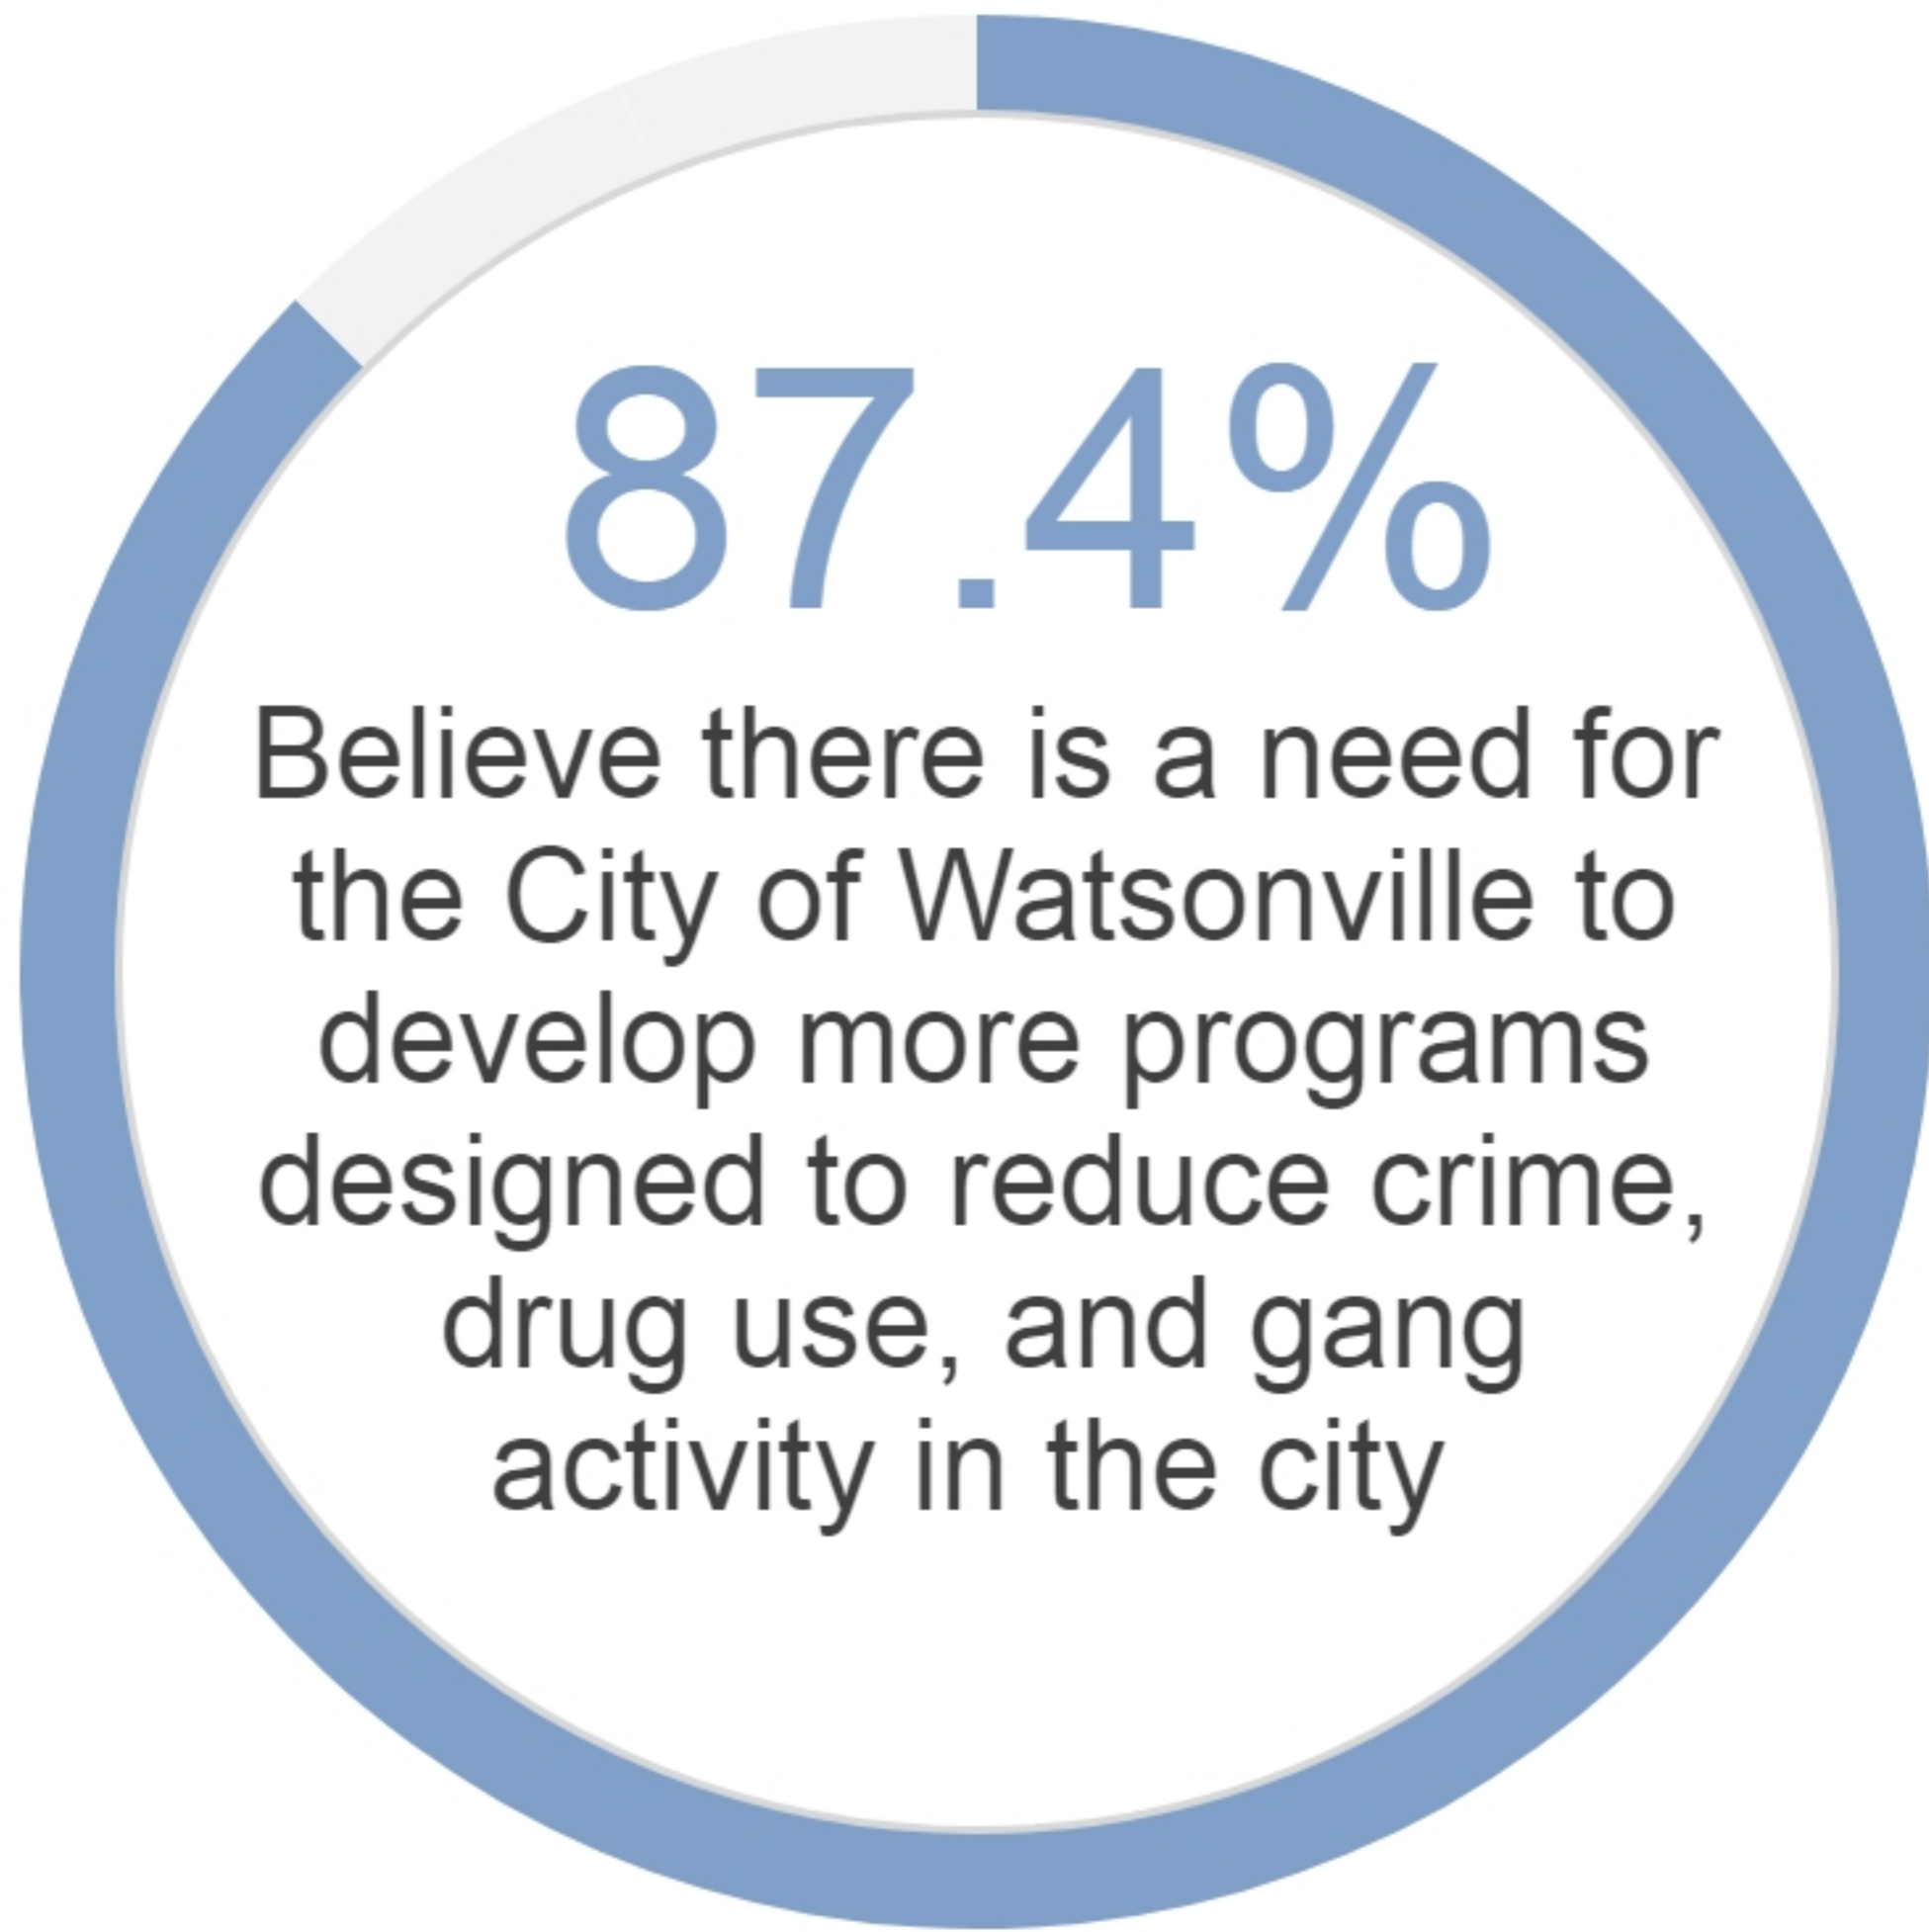 87.4%
Believe there is a need for
the City of Watsonville to
develop more programs
designed to reduce crime,
drug use, and gang
activity in the city